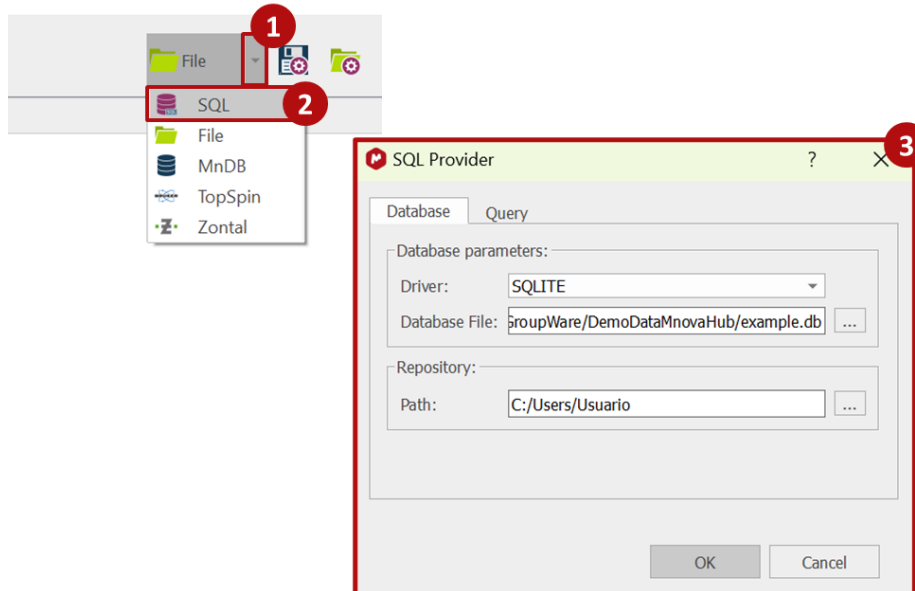 1
File
SQL
2
File
MnDB
TopSpin
Zontal
3
SQL Provider
?
Database
Query
Database parameters:
Driver:
SQLITE
Database File:
GroupWare/DemoDataMnovaHub/example.db
...
Repository:
Path:
C:/Users/Usuario
...
OK
Cancel